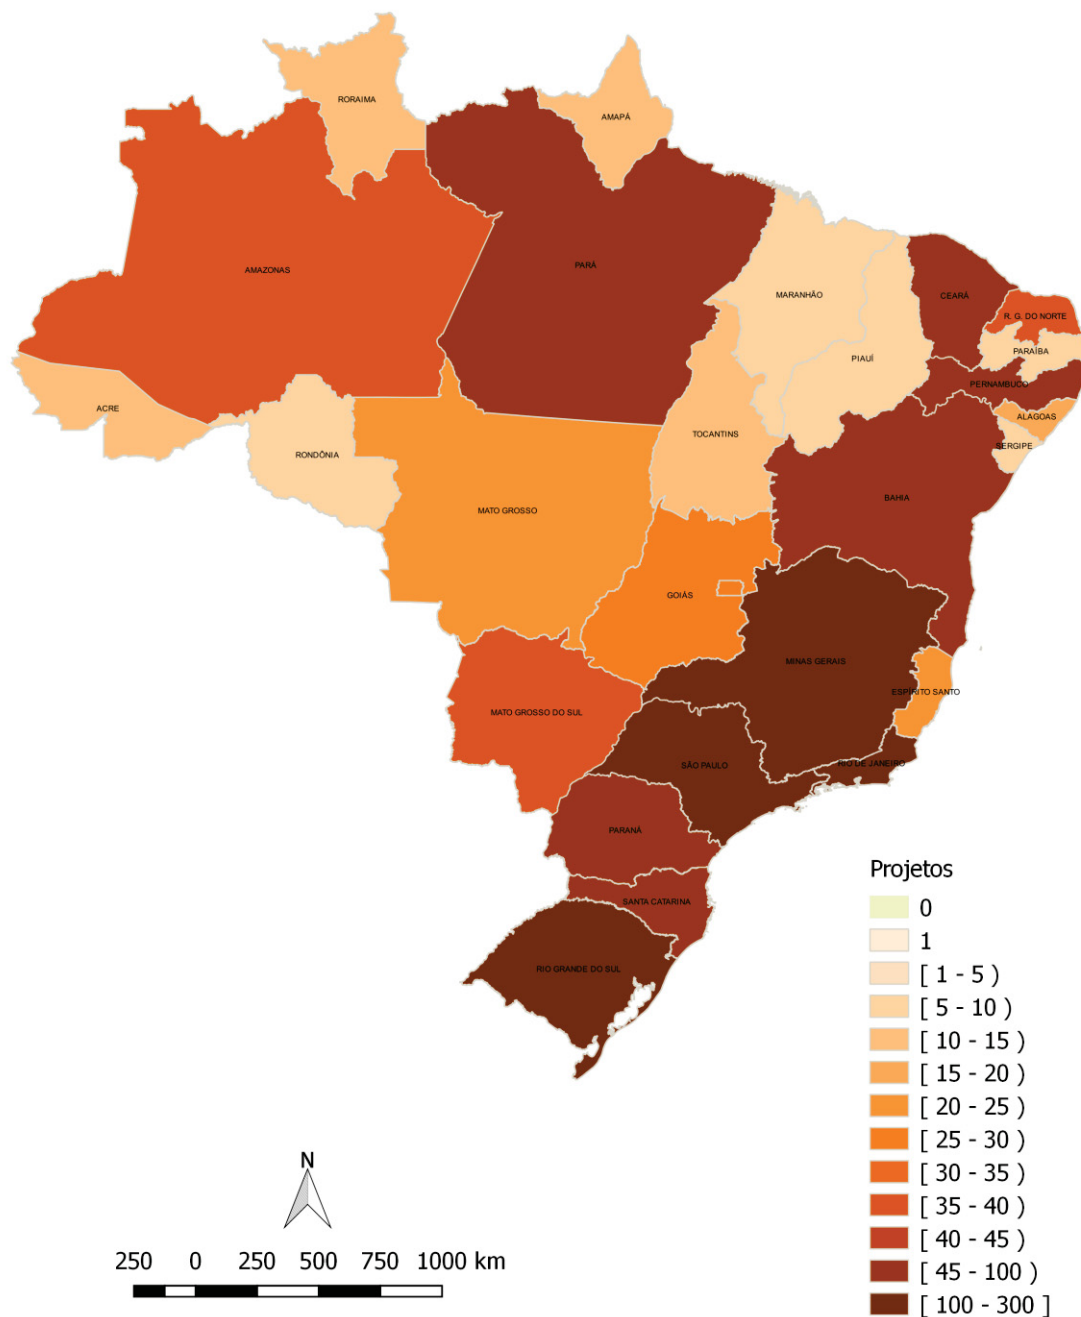 RORAIMA
AMAPÁ
AMAZONAS
PARÁ
MARANHÃO
CEARÁ
R. G. DO NORTE
PARAÍBA
PIAUÍ
PERNAMBUCO
ACRE
ALAGOAS
TOCANTINS
SERGIPE
RONDÔNIA
BAHIA
MATO GROSSO
GOIÁS
MINAS GERAIS
ESPÍRITO SANTO
MATO GROSSO DO SUL
SÃO PAULO
RIO DE JANEIRO
PARANÁ
SANTA CATARINA
RIO GRANDE DO SUL
Projetos
0
1
[ 1 - 5 )
[ 5 - 10 )
[ 10 - 15 )
[ 15 - 20 )
[ 20 - 25 )
[ 25 - 30 )
[ 30 - 35 )
[ 35 - 40 )
[ 40 - 45 )
[ 45 - 100 )
[ 100 - 300 ]
N
250 0 250 500 750 1000 km